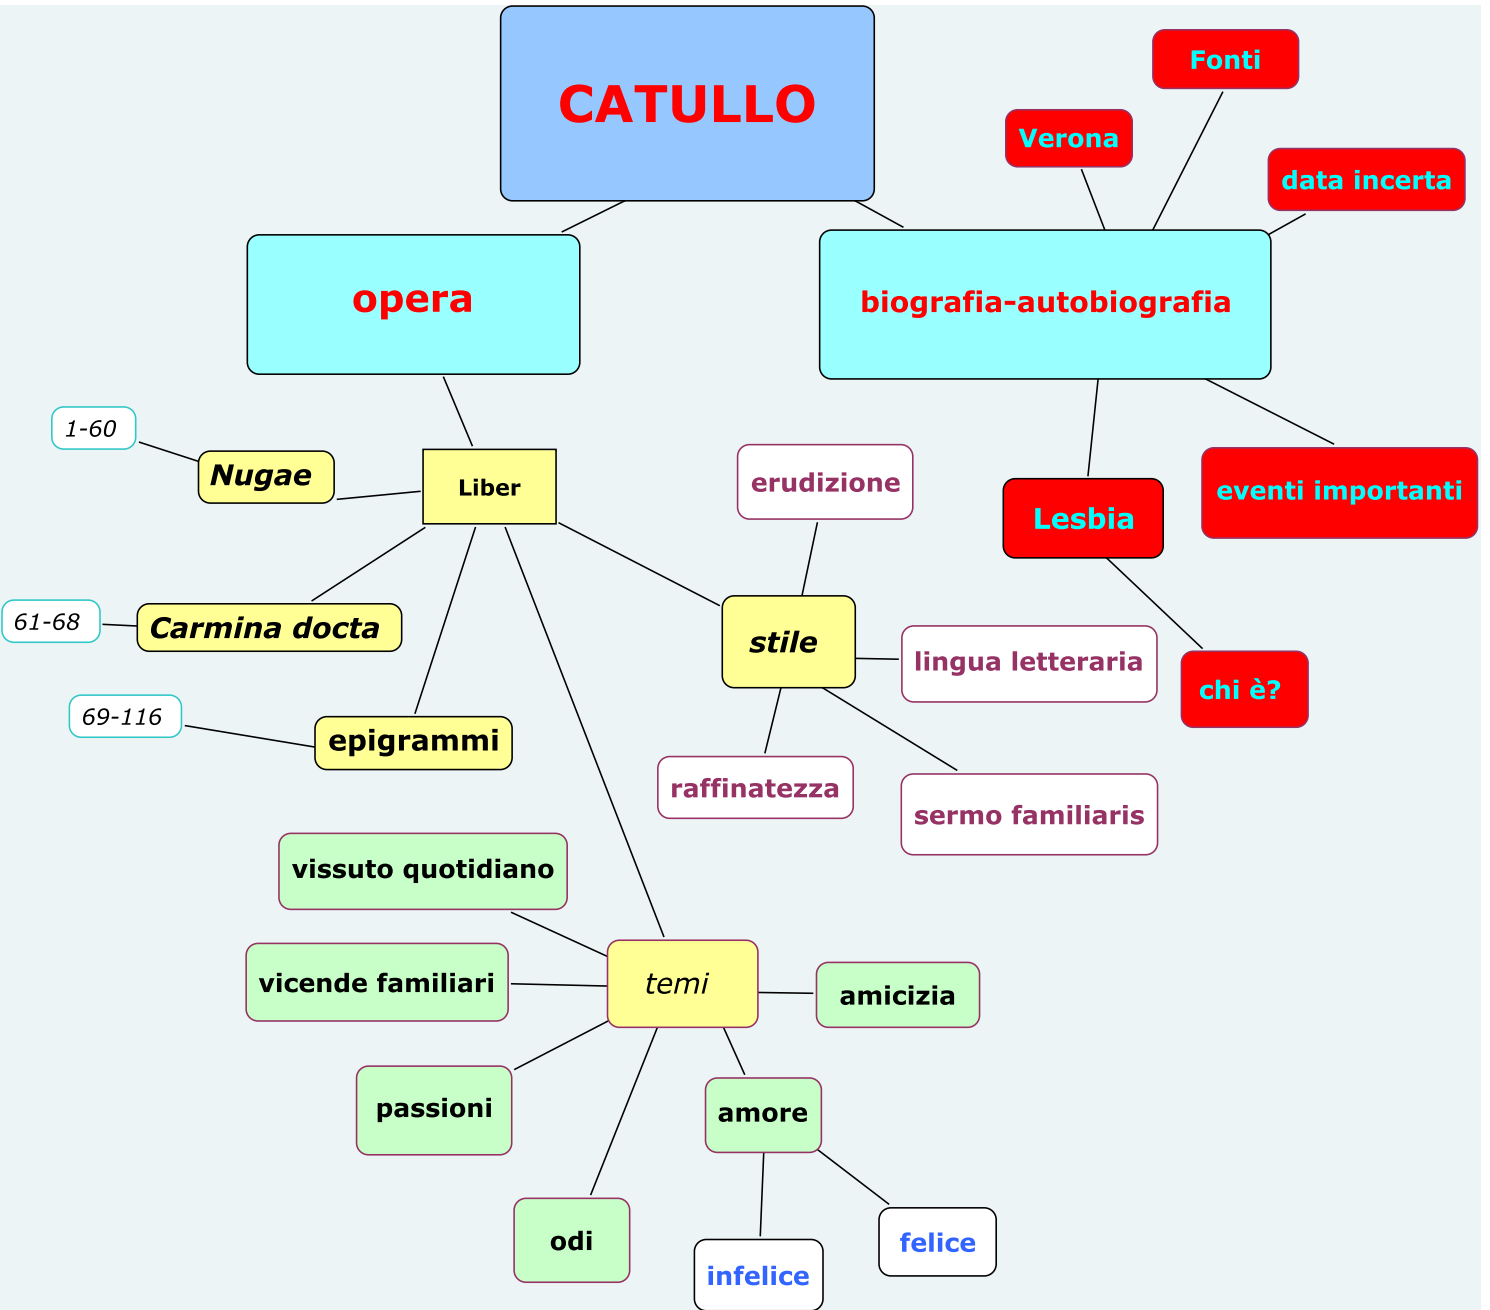 CATULLO
Fonti
Verona
data incerta
opera
biografia-autobiografia
1-60
Nugae
Liber
erudizione
Lesbia
eventi importanti
61-68
Carmina docta
stile
lingua letteraria
chi è?
69-116
epigrammi
raffinatezza
sermo familiaris
vissuto quotidiano
vicende familiari
temi
amicizia
passioni
amore
odi
infelice
felice